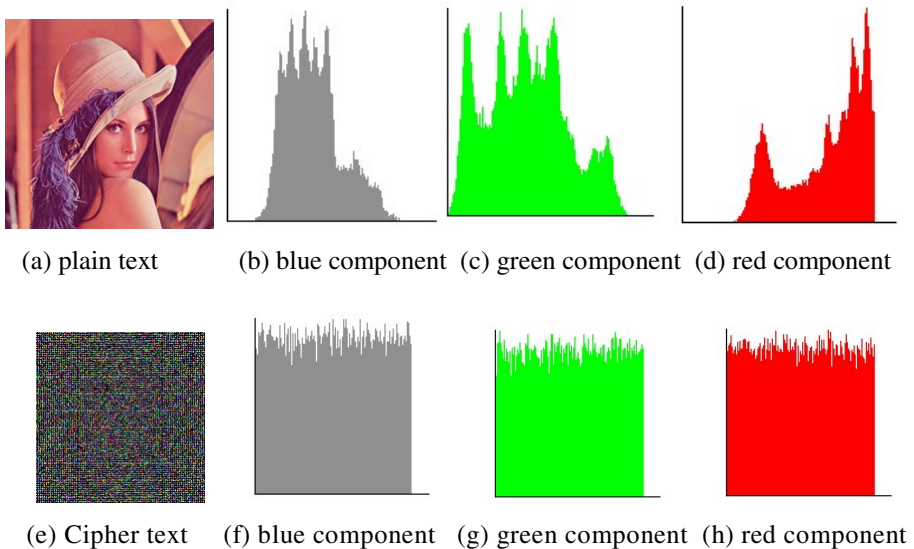 (a) plain text (b) blue component (c) green component (d) red component
(e) Cipher text (f) blue component (g) green component (h) red component